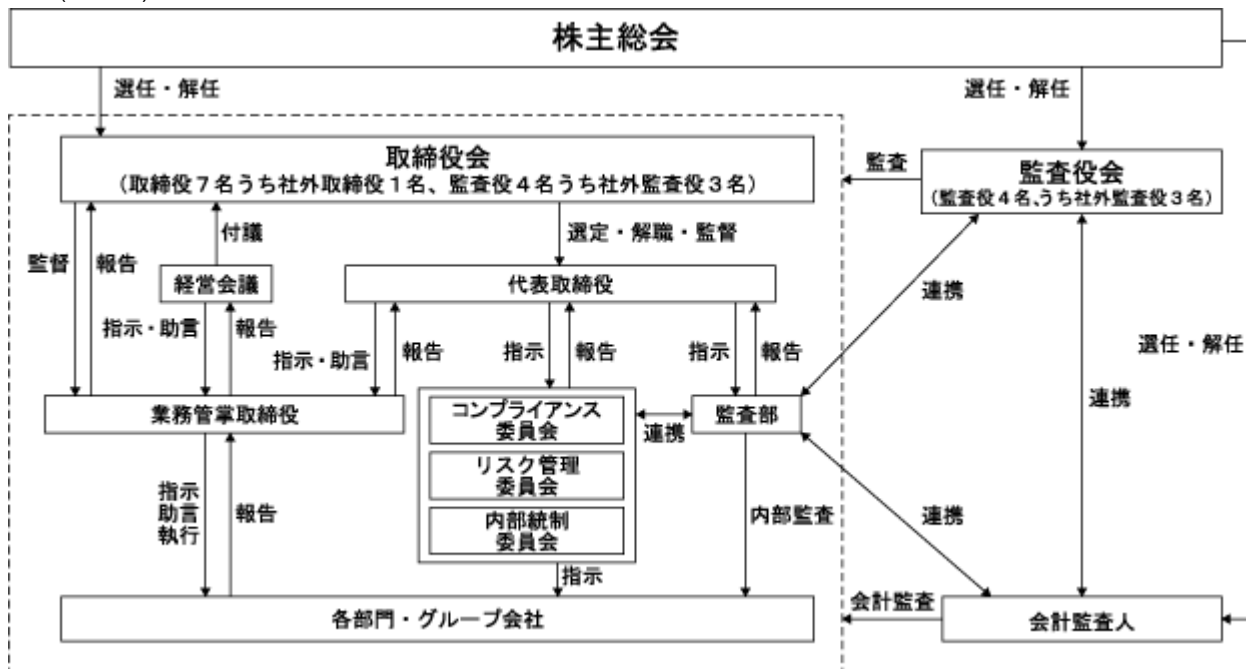 株主総会
選任・解任
選任・解任
取締役会
(取締役7名うち社外取締役1名、監査役4名うち社外監査役3名)
監査
監査役会
(監査役4名、うち社外監査役3名)
監督
報告
付議
選定・解職・監督
経営会議
代表取締役
連携
指示・助言
報告
指示・助言
報告
指示
報告
指示
報告
選任・解任
業務管掌取締役
コンプライアンス
委員会
連携
監査部
連携
リスク管理
委員会
指示
助言
執行
報告
内部統制
委員会
内部監査
連携
指示
各部門・グループ会社
会計監査
会計監査人